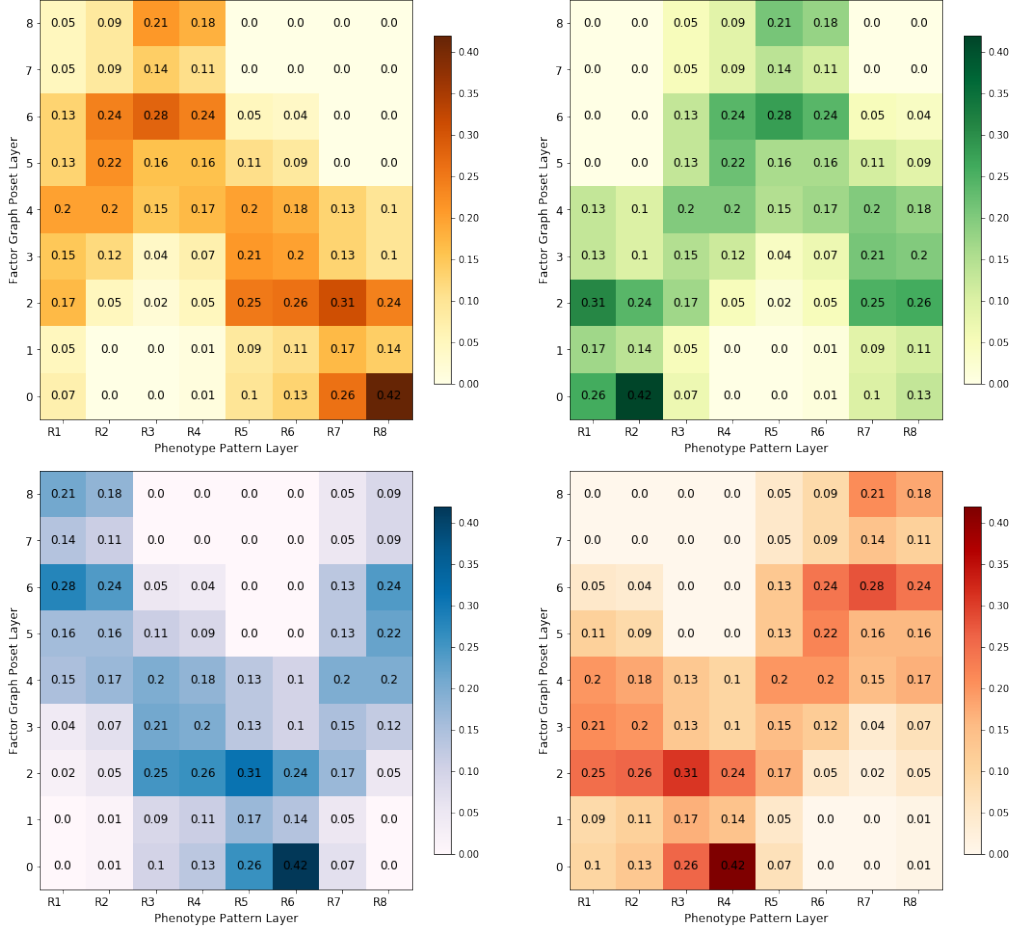 8 0.05 0.09 0.21 0.18 0.0 0.0 0.0 0.0
7 0.05 0.09 0.14 0.11 0.0 0.0 0.0 0.0
6 0.13 0.24 0.28 0.24 0.05 0.04 0.0 0.0
5 0.13 0.22 0.16 0.16 0.11 0.09 0.0 0.0
4 0.2 0.2 0.15 0.17 0.2 0.18 0.13 0.1
3 0.15 0.12 0.04 0.07 0.21 0.2 0.13 0.1
2 0.17 0.05 0.02 0.05 0.25 0.26 0.31 0.24
1 0.05 0.0 0.0 0.01 0.09 0.11 0.17 0.14
0 0.07 0.0 0.0 0.01 0.1 0.13 0.26 0.42
R1 R2 R3 R4 R5 R6 R7 R8
Phenotype Pattern Layer
Factor Graph Poset Layer
0.40
0.35
0.30
0.25
0.20
0.15
0.10
0.05
0.00
8 0.0 0.0 0.05 0.09 0.21 0.18 0.0 0.0
7 0.0 0.0 0.05 0.09 0.14 0.11 0.0 0.0
6 0.0 0.0 0.13 0.24 0.28 0.24 0.05 0.04
5 0.0 0.0 0.13 0.22 0.16 0.16 0.11 0.09
4 0.13 0.1 0.2 0.2 0.15 0.17 0.2 0.18
3 0.13 0.1 0.15 0.12 0.04 0.07 0.21 0.2
2 0.31 0.24 0.17 0.05 0.02 0.05 0.25 0.26
1 0.17 0.14 0.05 0.0 0.0 0.01 0.09 0.11
0 0.26 0.42 0.07 0.0 0.0 0.01 0.1 0.13
R1 R2 R3 R4 R5 R6 R7 R8
Phenotype Pattern Layer
Factor Graph Poset Layer
0.40
0.35
0.30
0.25
0.20
0.15
0.10
0.05
0.00
8 0.21 0.18 0.0 0.0 0.0 0.0 0.05 0.09
7 0.14 0.11 0.0 0.0 0.0 0.0 0.05 0.09
6 0.28 0.24 0.05 0.04 0.0 0.0 0.13 0.24
5 0.16 0.16 0.11 0.09 0.0 0.0 0.13 0.22
4 0.15 0.17 0.2 0.18 0.13 0.1 0.2 0.2
3 0.04 0.07 0.21 0.2 0.13 0.1 0.15 0.12
2 0.02 0.05 0.25 0.26 0.31 0.24 0.17 0.05
1 0.0 0.01 0.09 0.11 0.17 0.14 0.05 0.0
0 0.0 0.01 0.1 0.13 0.26 0.42 0.07 0.0
R1 R2 R3 R4 R5 R6 R7 R8
Phenotype Pattern Layer
Factor Graph Poset Layer
0.40
0.35
0.30
0.25
0.20
0.15
0.10
0.05
0.00
8 0.0 0.0 0.0 0.0 0.05 0.09 0.21 0.18
7 0.0 0.0 0.0 0.0 0.05 0.09 0.14 0.11
6 0.05 0.04 0.0 0.0 0.13 0.24 0.28 0.24
5 0.11 0.09 0.0 0.0 0.13 0.22 0.16 0.16
4 0.2 0.18 0.13 0.1 0.2 0.2 0.15 0.17
3 0.21 0.2 0.13 0.1 0.15 0.12 0.04 0.07
2 0.25 0.26 0.31 0.24 0.17 0.05 0.02 0.05
1 0.09 0.11 0.17 0.14 0.05 0.0 0.0 0.01
0 0.1 0.13 0.26 0.42 0.07 0.0 0.0 0.01
R1 R2 R3 R4 R5 R6 R7 R8
Phenotype Pattern Layer
Factor Graph Poset Layer
0.40
0.35
0.30
0.25
0.20
0.15
0.10
0.05
0.00